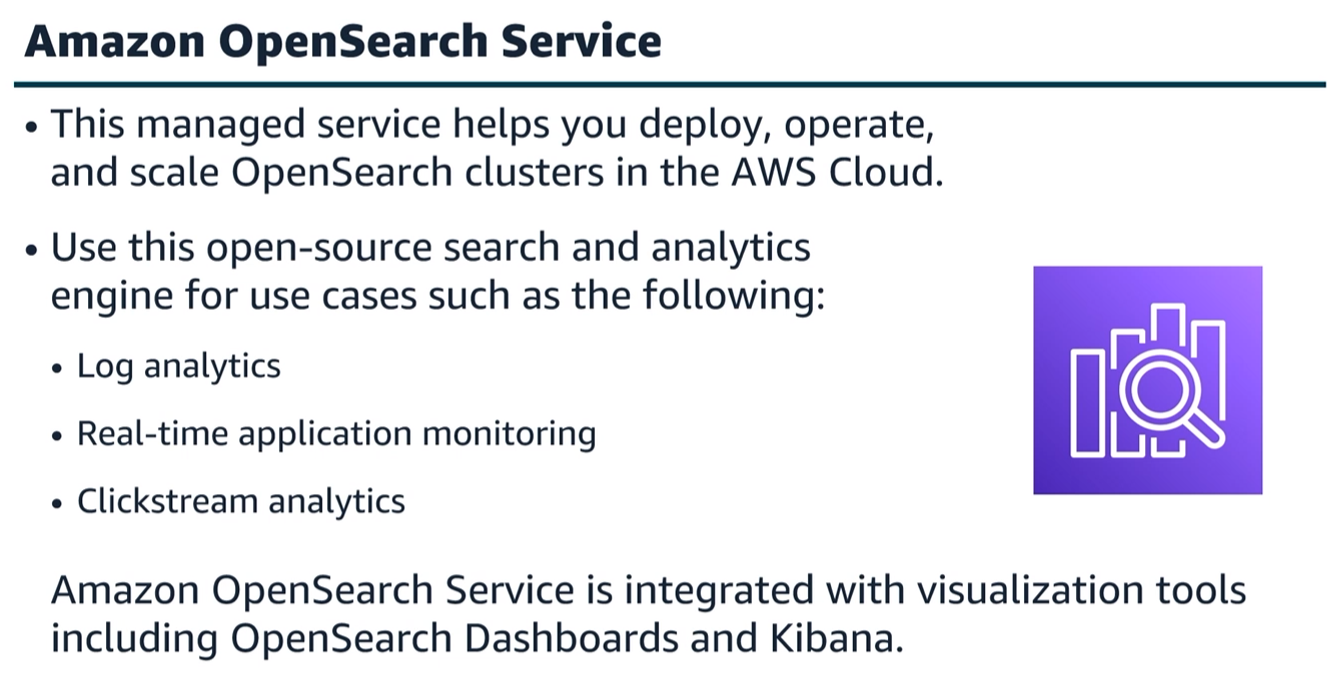 Amazon OpenSearch Service
• This managed service helps you deploy, operate,
and scale OpenSearch clusters in the AWS Cloud.
• Use this open-source search and analytics
engine for use cases such as the following:
• Log analytics
• Real-time application monitoring
• Clickstream analytics
Amazon OpenSearch Service is integrated with visualization tools
including OpenSearch Dashboards and Kibana.